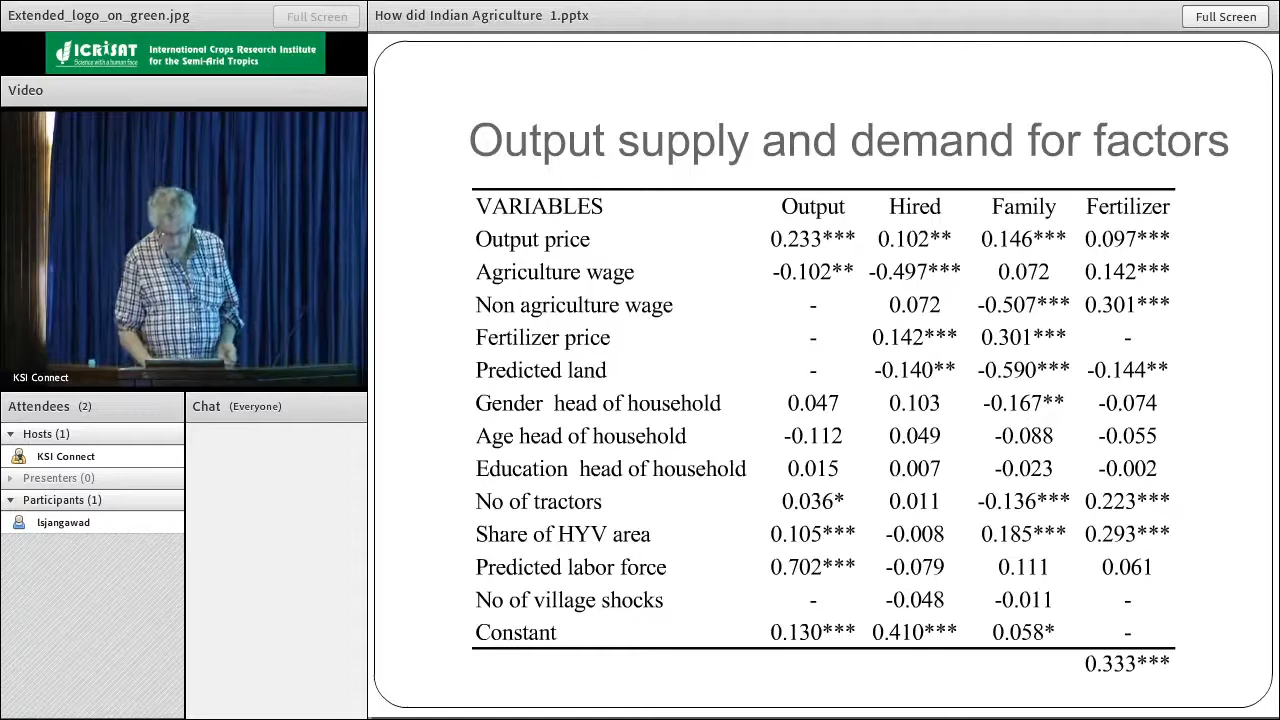 Extended_logo_on_green.jpg
Full Screen
ICRISAT
Science with a human face
International Crops Research Institute
for the Semi-Arid Tropics
Video
KSI Connect
Attendees (2)
Hosts (1)
KSI Connect
Presenters (0)
Participants (1)
lsjangawad
Chat (Everyone)
How did Indian Agriculture 1.pptx
Full Screen
Output supply and demand for factors
VARIABLES Output Hired Family Fertilizer
Output price 0.233*** 0.102** 0.146*** 0.097***
Agriculture wage -0.102** -0.497*** 0.072 0.142***
Non agriculture wage - 0.072 -0.507*** 0.301***
Fertilizer price 0.142*** 0.301*** -
Predicted land - -0.140** -0.590*** -0.144**
Gender head of household 0.047 0.103 -0.167** -0.074
Age head of household -0.112 0.049 -0.088 -0.055
Education head of household 0.015 0.007 -0.023 -0.002
No of tractors 0.036* 0.011 -0.136*** 0.223***
Share of HYV area 0.105*** -0.008 0.185*** 0.293***
Predicted labor force 0.702*** -0.079 0.111 0.061
No of village shocks - -0.048 -0.011 -
Constant 0.130*** 0.410*** 0.058* -
0.333***